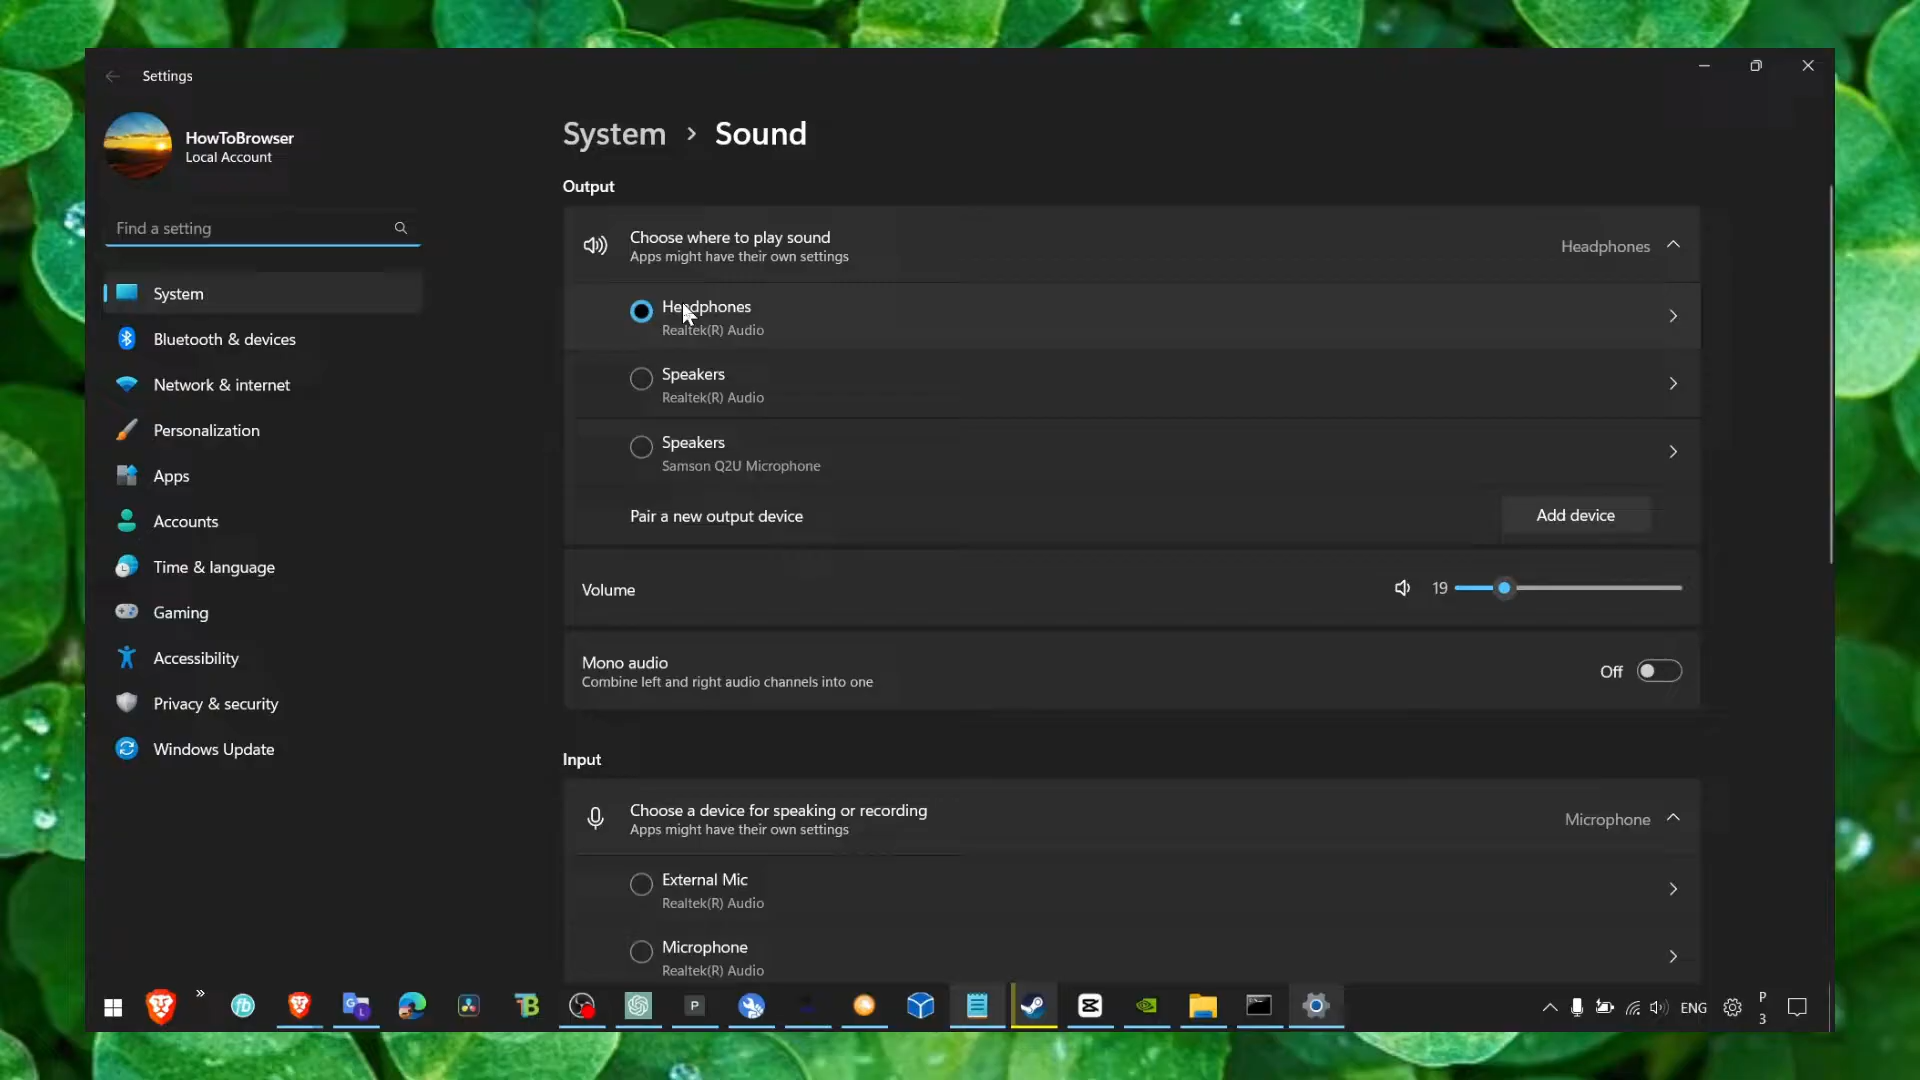 Settings
HowToBrowser
Local Account
Find a setting
System
Bluetooth & devices
Network & internet
Personalization
Apps
Accounts
Time & language
Gaming
Accessibility
Privacy & security
Windows Update
System > Sound
Output
Choose where to play sound
Apps might have their own settings
Headphones
Headphones
Realtek(R) Audio
Speakers
Realtek(R) Audio
Speakers
Samson Q2U Microphone
Pair a new output device
Add device
Volume
19
Mono audio
Combine left and right audio channels into one
Off
Input
Choose a device for speaking or recording
Apps might have their own settings
Microphone
External Mic
Realtek(R) Audio
Microphone
Realtek(R) Audio
ENG
P
3